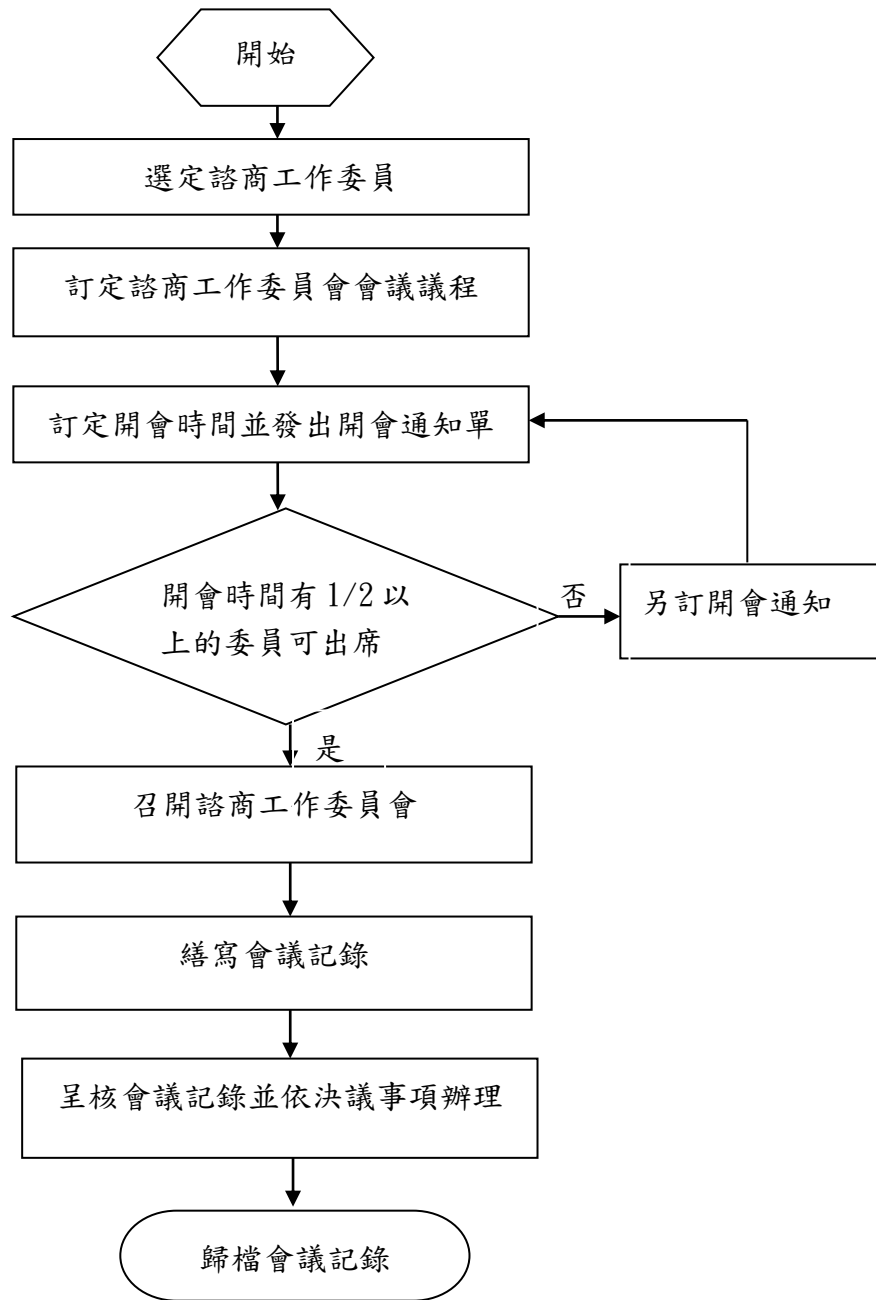 開始
選定諮商工作委員
訂定諮商工作委員會會議議程
訂定開會時間並發出開會通知單
開會時間有 1/2 以
上的委員可出席
否
另訂開會通知
是
召開諮商工作委員會
繕寫會議記錄
呈核會議記錄並依決議事項辦理
歸檔會議記錄